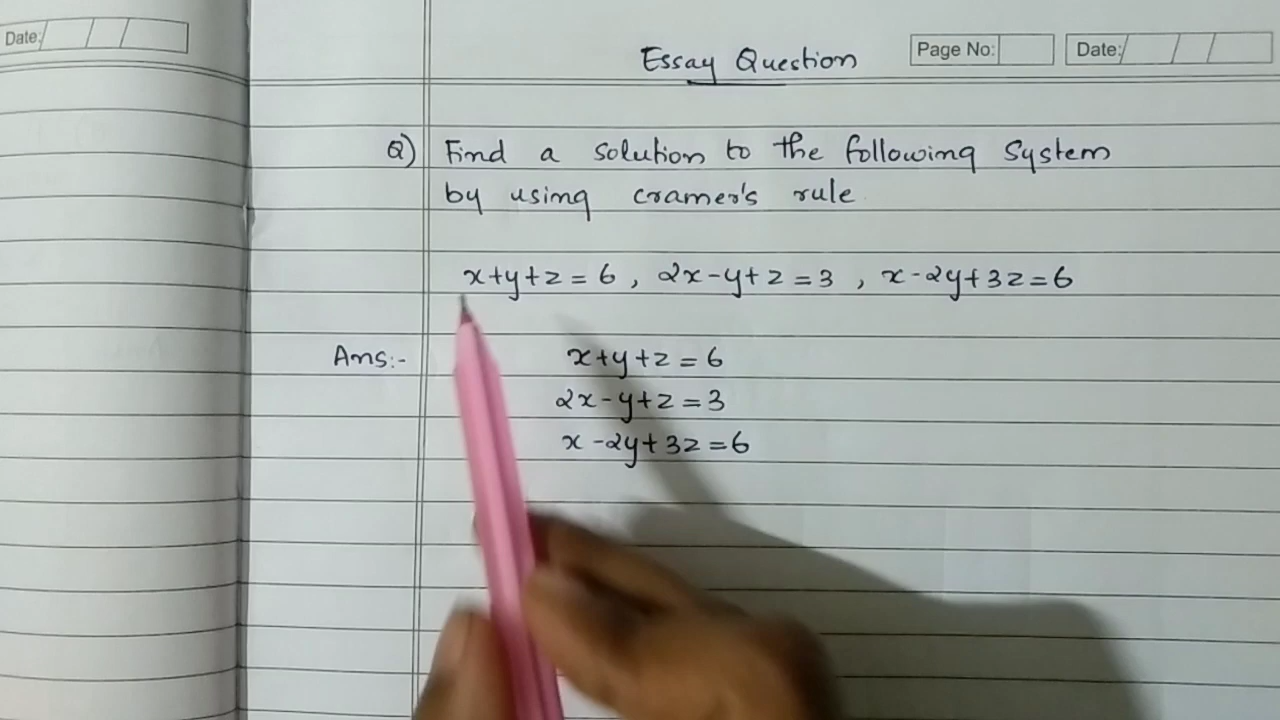 Date:
Essay Question
Page No:
Date:
Q) Find a solution to the following System
by using cramer's rule
x+y+z=6, 2x-y+z=3, x-2y+3z=6
Ans:- x+y+z=6
2x-y+z=3
x-2y+3z=6